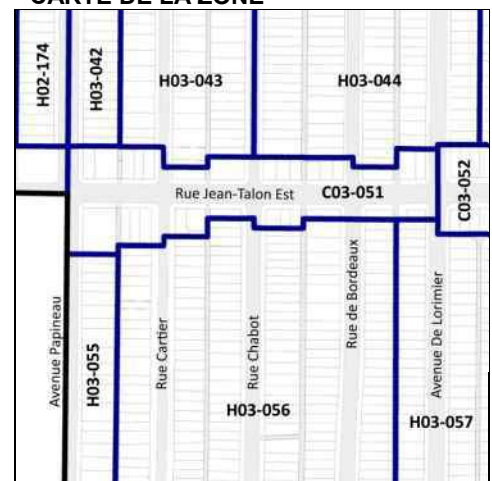 CARTE DE LA ZONE
H02-174
H03-042
H03-043
H03-044
Rue Jean-Talon Est
C03-051
C03-052
Avenue Papineau
H03-055
Rue Cartier
Rue Chabot
Rue de Bordeaux
Avenue De Lorimier
H03-056
H03-057